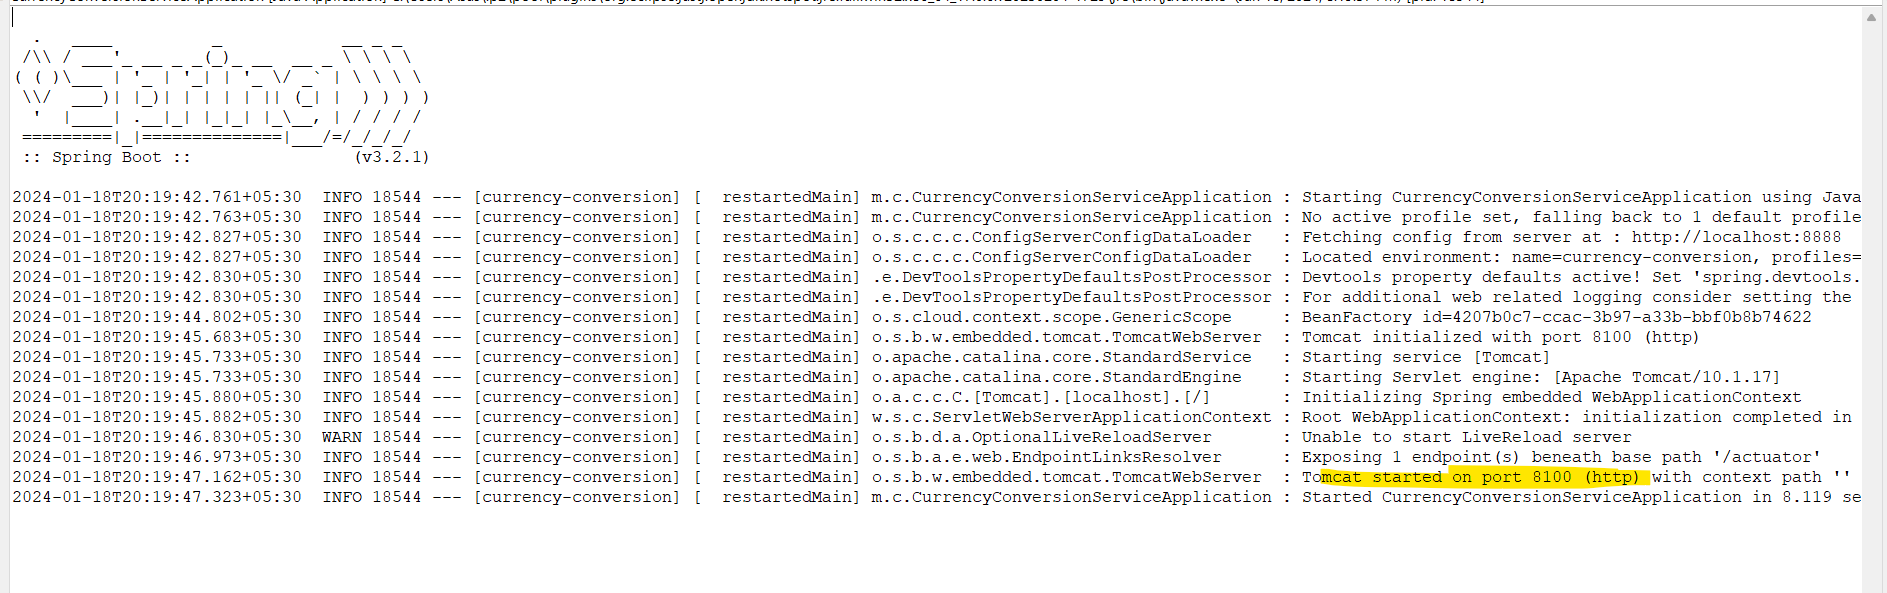 .   ____          _            __ _ _
 /\\ / ___'_ __ _ _(_)_ __  __ _ \ \ \ \
( ( )\___ | '_ | '_| | '_ \/ _` | \ \ \ \
 \\/  ___)| |_)| | | | | || (_| |  ) ) ) )
  '  |____| .__|_| |_|_| |_\__, | / / / /
 =========|_|==============|___/=/_/_/_/
 :: Spring Boot ::                (v3.2.1)
2024-01-18T20:19:42.761+05:30  INFO 18544 --- [currency-conversion] [  restartedMain] m.c.CurrencyConversionServiceApplication : Starting CurrencyConversionServiceApplication using Java
2024-01-18T20:19:42.763+05:30  INFO 18544 --- [currency-conversion] [  restartedMain] m.c.CurrencyConversionServiceApplication : No active profile set, falling back to 1 default profile
2024-01-18T20:19:42.827+05:30  INFO 18544 --- [currency-conversion] [  restartedMain] o.s.c.c.c.ConfigServerConfigDataLoader   : Fetching config from server at : http://localhost:8888
2024-01-18T20:19:42.827+05:30  INFO 18544 --- [currency-conversion] [  restartedMain] o.s.c.c.c.ConfigServerConfigDataLoader   : Located environment: name=currency-conversion, profiles=
2024-01-18T20:19:42.830+05:30  INFO 18544 --- [currency-conversion] [  restartedMain] .e.DevToolsPropertyDefaultsPostProcessor : Devtools property defaults active! Set 'spring.devtools.
2024-01-18T20:19:42.830+05:30  INFO 18544 --- [currency-conversion] [  restartedMain] .e.DevToolsPropertyDefaultsPostProcessor : For additional web related logging consider setting the
2024-01-18T20:19:44.802+05:30  INFO 18544 --- [currency-conversion] [  restartedMain] o.s.cloud.context.scope.GenericScope     : BeanFactory id=4207b0c7-ccac-3b97-a33b-bbf0b8b74622
2024-01-18T20:19:45.683+05:30  INFO 18544 --- [currency-conversion] [  restartedMain] o.s.b.w.embedded.tomcat.TomcatWebServer  : Tomcat initialized with port 8100 (http)
2024-01-18T20:19:45.733+05:30  INFO 18544 --- [currency-conversion] [  restartedMain] o.apache.catalina.core.StandardService   : Starting service [Tomcat]
2024-01-18T20:19:45.733+05:30  INFO 18544 --- [currency-conversion] [  restartedMain] o.apache.catalina.core.StandardEngine    : Starting Servlet engine: [Apache Tomcat/10.1.17]
2024-01-18T20:19:45.880+05:30  INFO 18544 --- [currency-conversion] [  restartedMain] o.a.c.c.C.[Tomcat].[localhost].[/]       : Initializing Spring embedded WebApplicationContext
2024-01-18T20:19:45.882+05:30  INFO 18544 --- [currency-conversion] [  restartedMain] w.s.c.ServletWebServerApplicationContext : Root WebApplicationContext: initialization completed in
2024-01-18T20:19:46.830+05:30  WARN 18544 --- [currency-conversion] [  restartedMain] o.s.b.d.a.OptionalLiveReloadServer       : Unable to start LiveReload server
2024-01-18T20:19:46.973+05:30  INFO 18544 --- [currency-conversion] [  restartedMain] o.s.b.a.e.web.EndpointLinksResolver      : Exposing 1 endpoint(s) beneath base path '/actuator'
2024-01-18T20:19:47.162+05:30  INFO 18544 --- [currency-conversion] [  restartedMain] o.s.b.w.embedded.tomcat.TomcatWebServer  : Tomcat started on port 8100 (http) with context path ''
2024-01-18T20:19:47.323+05:30  INFO 18544 --- [currency-conversion] [  restartedMain] m.c.CurrencyConversionServiceApplication : Started CurrencyConversionServiceApplication in 8.119 se